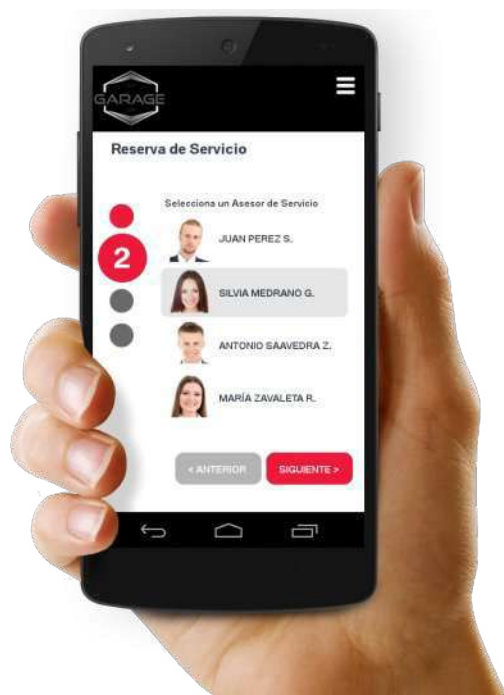 GARAGE
Reserva de Servicio
Selecciona un Asesor de Servicio
2
JUAN PEREZ S.
SILVIA MEDRANO G.
ANTONIO SAAVEDRA Z.
MARÍA ZAVALETA R.
< ANTERIOR
SIGUIENTE >